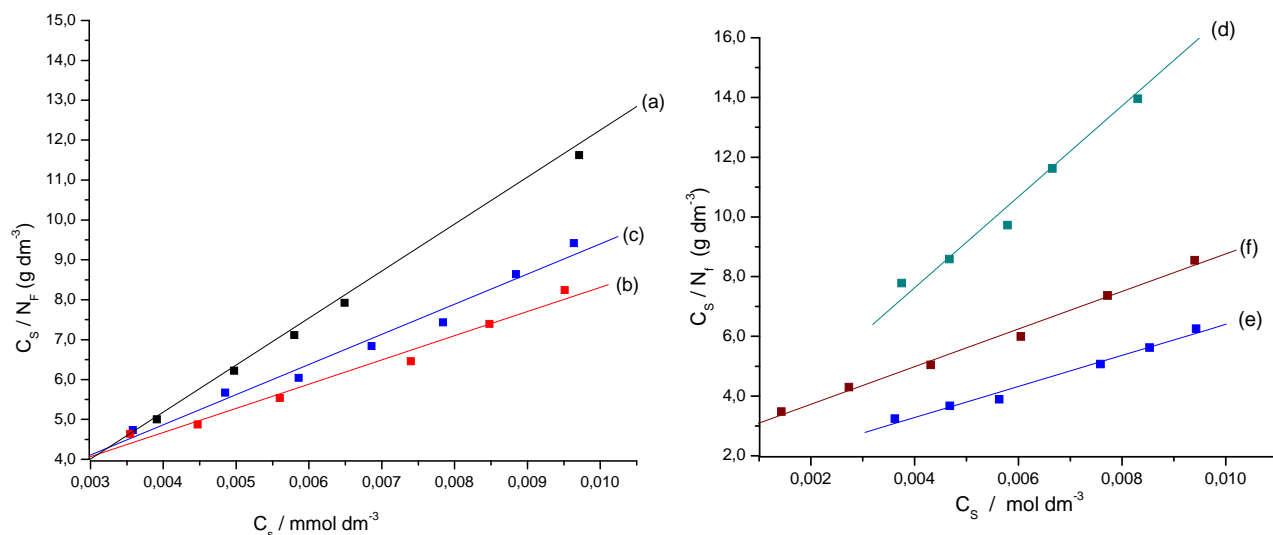 15,0
14,0
13,0
12,0
11,0
10,0
9,0
8,0
7,0
6,0
5,0
4,0
0,003 0,004 0,005 0,006 0,007 0,008 0,009 0,010
C_S / N_F (g dm⁻³)
C_s / mmol dm⁻³
(a)
(c)
(b)
16,0
14,0
12,0
10,0
8,0
6,0
4,0
2,0
0,002 0,004 0,006 0,008 0,010
C_S / N_f (g dm⁻³)
C_S / mol dm⁻³
(d)
(f)
(e)